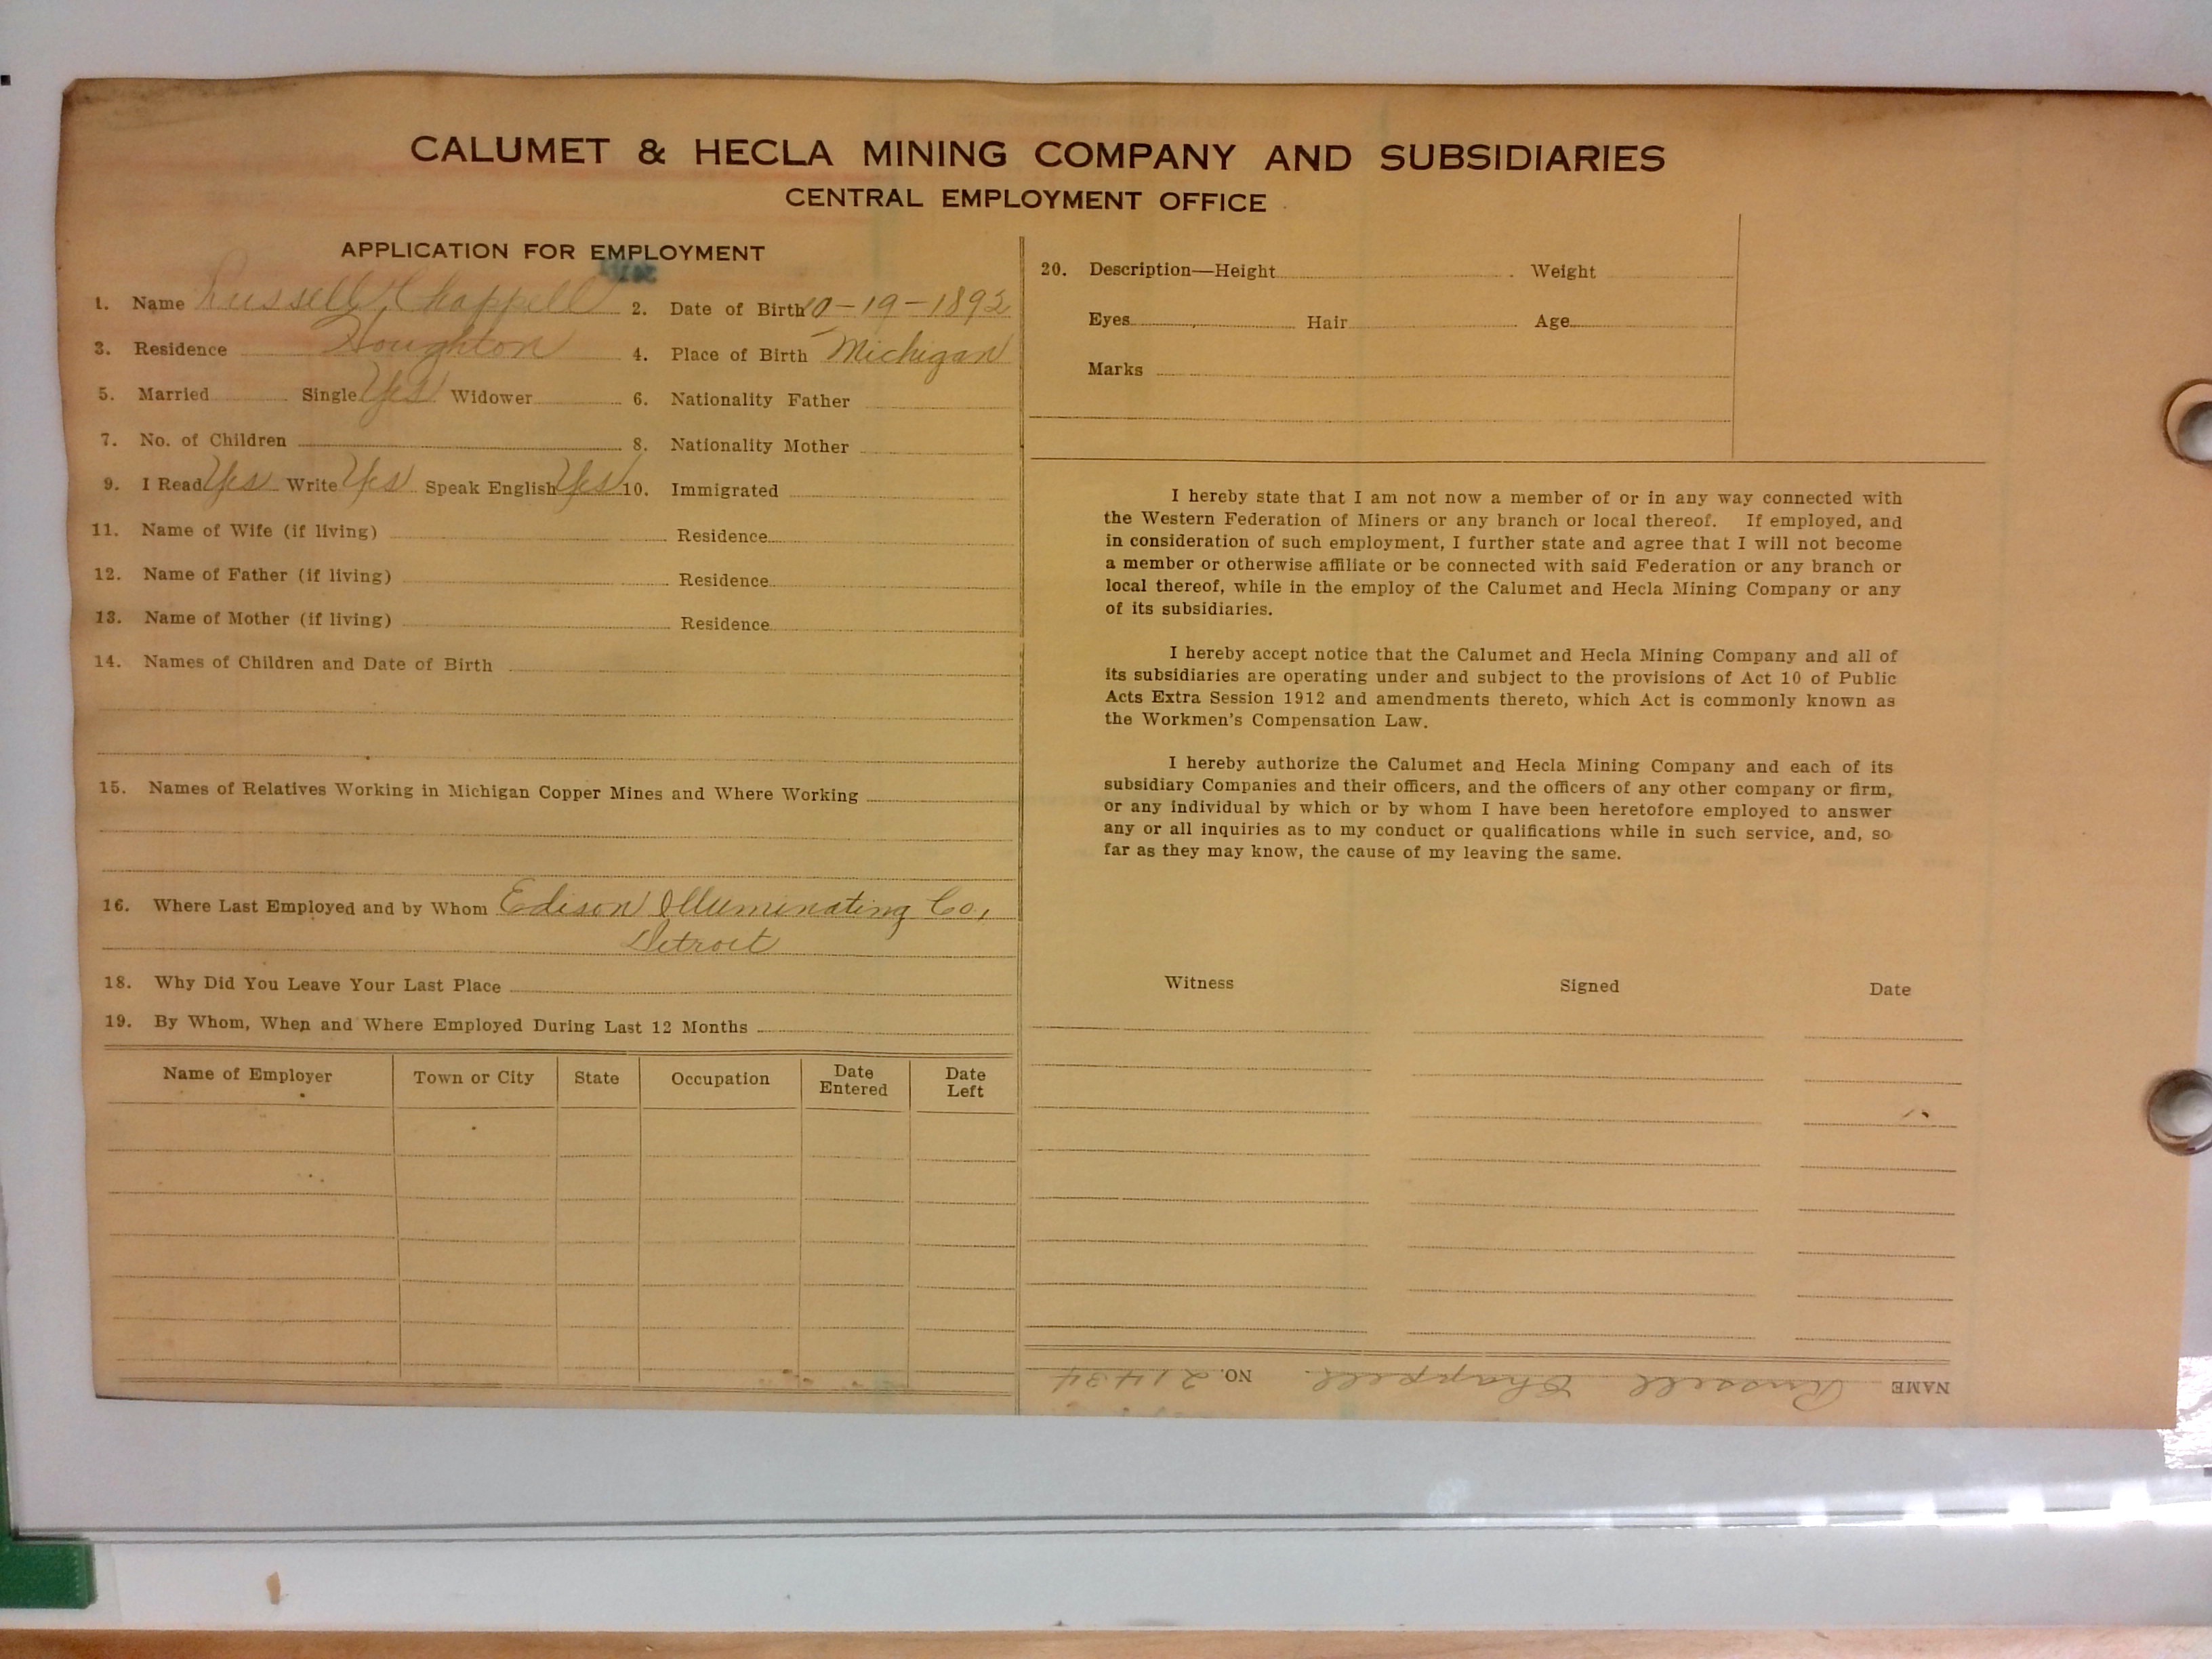 CALUMET & HECLA MINING COMPANY AND SUBSIDIARIES
CENTRAL EMPLOYMENT OFFICE
APPLICATION FOR EMPLOYMENT
1. Name Russell Chappell 2. Date of Birth 10-19-1892
3. Residence Houghton 4. Place of Birth Michigan
5. Married Single Yes Widower 6. Nationality Father
7. No. of Children 8. Nationality Mother
9. I Read Yes Write Yes Speak English Yes 10. Immigrated
11. Name of Wife (if living) Residence
12. Name of Father (if living) Residence
13. Name of Mother (if living) Residence
14. Names of Children and Date of Birth
15. Names of Relatives Working in Michigan Copper Mines and Where Working
16. Where Last Employed and by Whom Edison Illuminating Co,
Detroit
18. Why Did You Leave Your Last Place
19. By Whom, When and Where Employed During Last 12 Months
Name of Employer Town or City State Occupation Date Entered Date Left
20. Description—Height Weight
Eyes Hair Age
Marks
I hereby state that I am not now a member of or in any way connected with
the Western Federation of Miners or any branch or local thereof. If employed, and
in consideration of such employment, I further state and agree that I will not become
a member or otherwise affiliate or be connected with said Federation or any branch or
local thereof, while in the employ of the Calumet and Hecla Mining Company or any
of its subsidiaries.
I hereby accept notice that the Calumet and Hecla Mining Company and all of
its subsidiaries are operating under and subject to the provisions of Act 10 of Public
Acts Extra Session 1912 and amendments thereto, which Act is commonly known as
the Workmen's Compensation Law.
I hereby authorize the Calumet and Hecla Mining Company and each of its
subsidiary Companies and their officers, and the officers of any other company or firm,
or any individual by which or by whom I have been heretofore employed to answer
any or all inquiries as to my conduct or qualifications while in such service, and, so
far as they may know, the cause of my leaving the same.
Witness Signed Date
NAME Russell Chappell NO. 21434